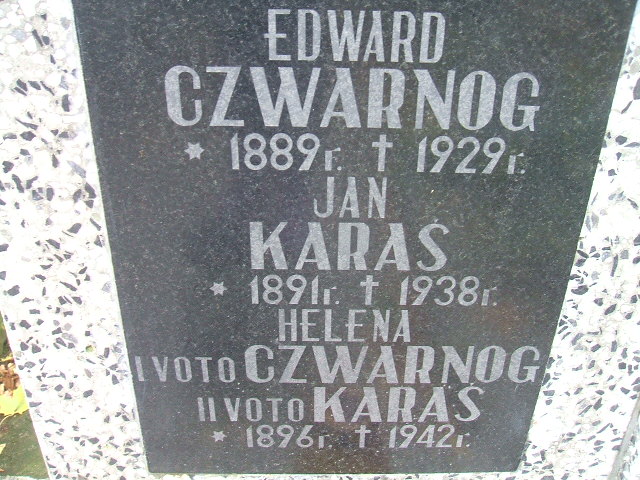 EDWARD
CZWARNOG
* 1889r. † 1929r.
JAN
KARAŚ
* 1891r. † 1938r.
HELENA
I VOTO CZWARNOG
II VOTO KARAŚ
* 1896r. † 1942r.